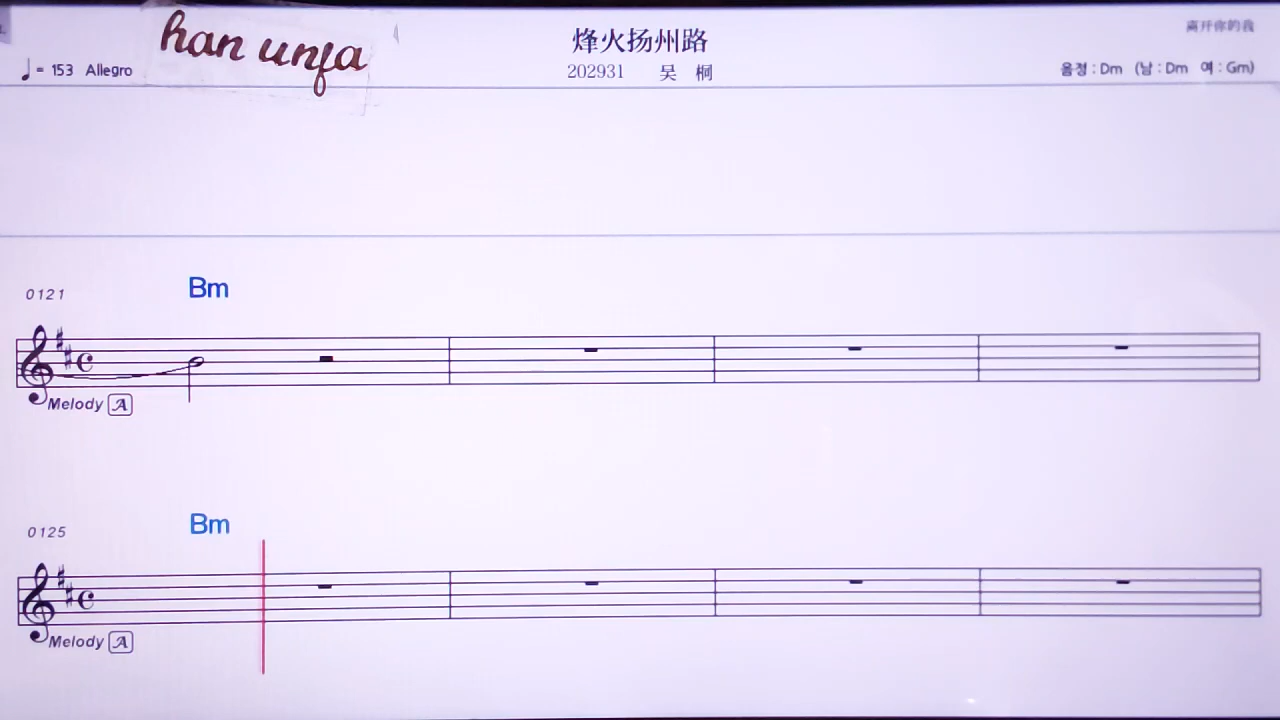 han unfa
烽火扬州路
离开你的我
♩= 153 Allegro
202931 吴 桐
음정 : Dm (남 : Dm 여 : Gm)
0121
Bm
Melody A
0125
Bm
Melody A